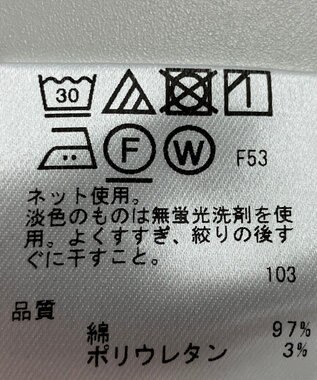 30
F W F53
ネット使用。
淡色のものは無蛍光洗剤を使
用。よくすすぎ、絞りの後す
ぐに干すこと。
103
品質
綿 97%
ポリウレタン 3%